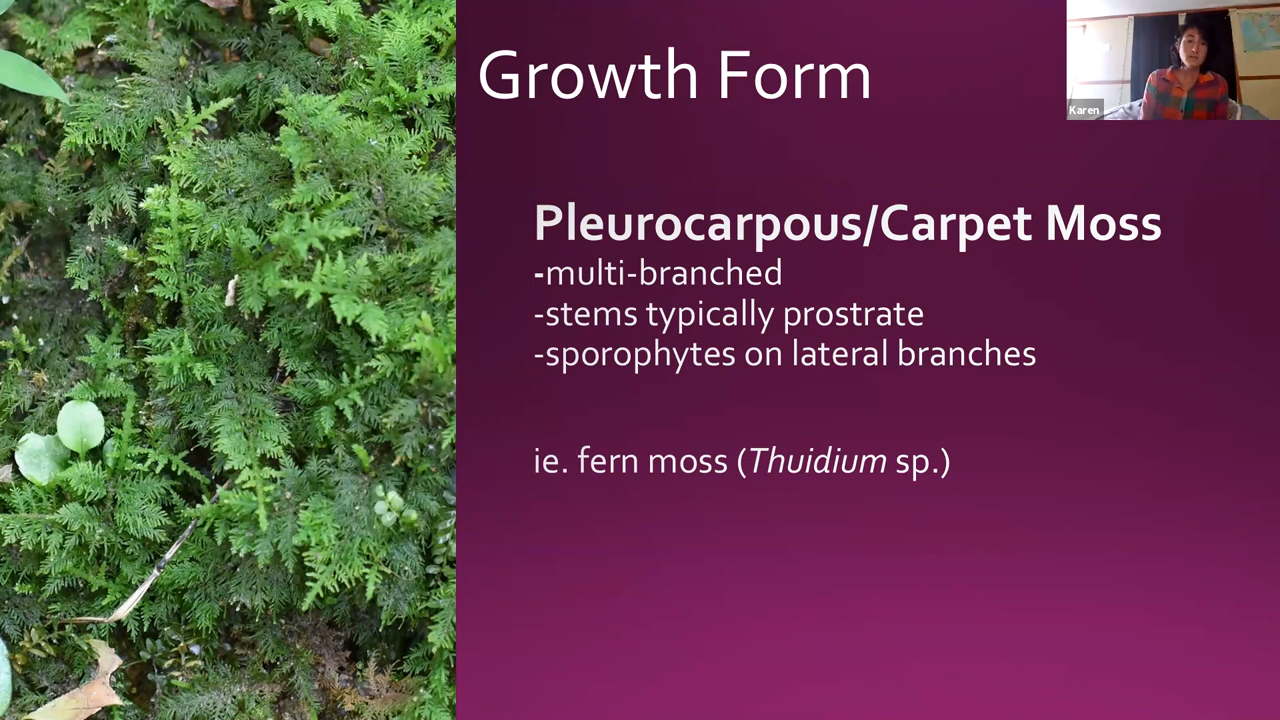 Growth Form
Karen
Pleurocarpous/Carpet Moss
-multi-branched
-stems typically prostrate
-sporophytes on lateral branches
ie. fern moss (Thuidium sp.)